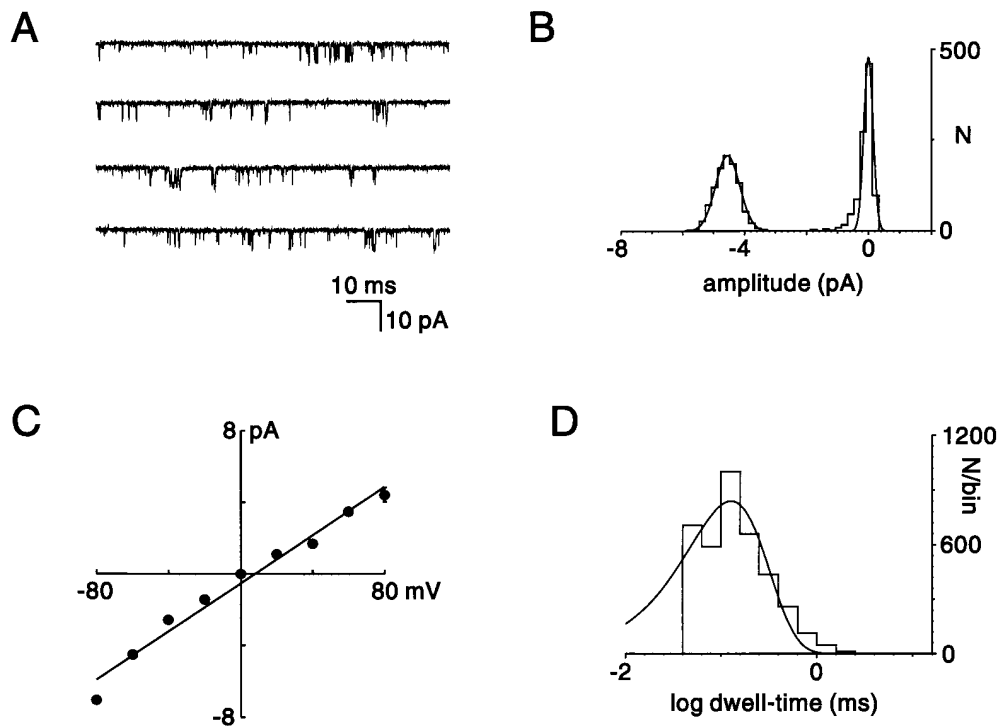 A
10 ms
10 pA
B
500
N
0
-8
-4
0
amplitude (pA)
C
8 pA
-80
80 mV
-8
D
1200
N/bin
600
0
-2
0
log dwell-time (ms)